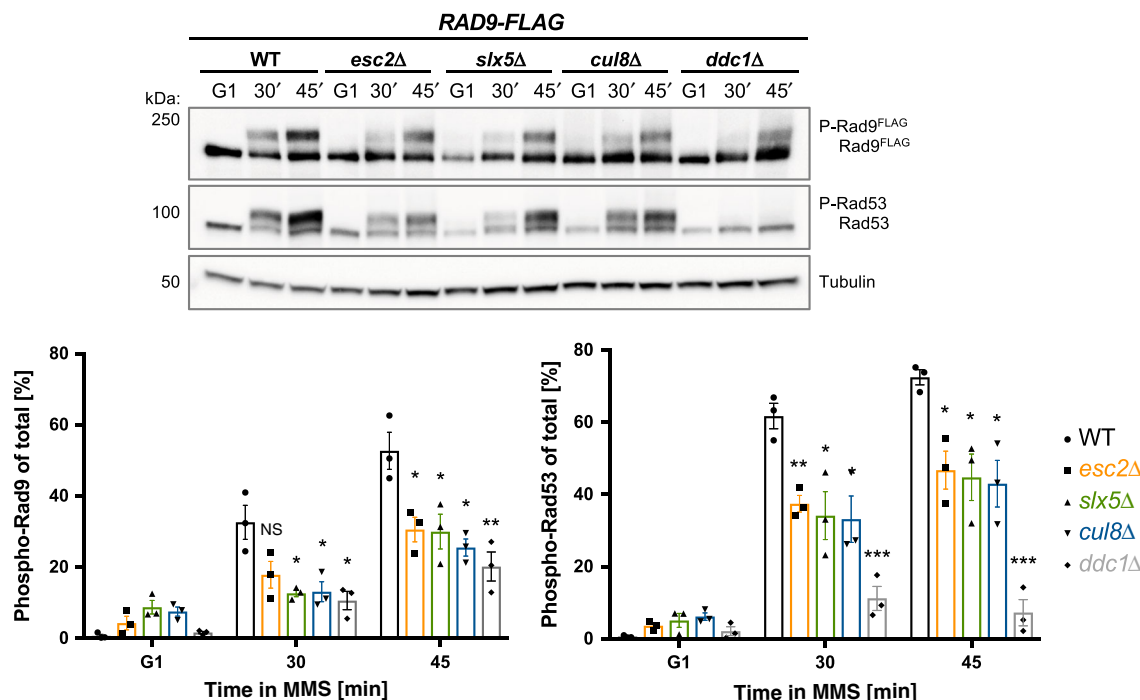 RAD9-FLAG
WT esc2Δ slx5Δ cul8Δ ddc1Δ
kDa: G1 30′ 45′ G1 30′ 45′ G1 30′ 45′ G1 30′ 45′ G1 30′ 45′
250 P-Rad9FLAG
Rad9FLAG
100 P-Rad53
Rad53
50 Tubulin
Phospho-Rad9 of total [%]
80
60
40
20
0
NS * * *
* * * **
G1 30 45
Time in MMS [min]
Phospho-Rad53 of total [%]
80
60
40
20
0
** * * ***
* * * ***
G1 30 45
Time in MMS [min]
WT
esc2Δ
slx5Δ
cul8Δ
ddc1Δ